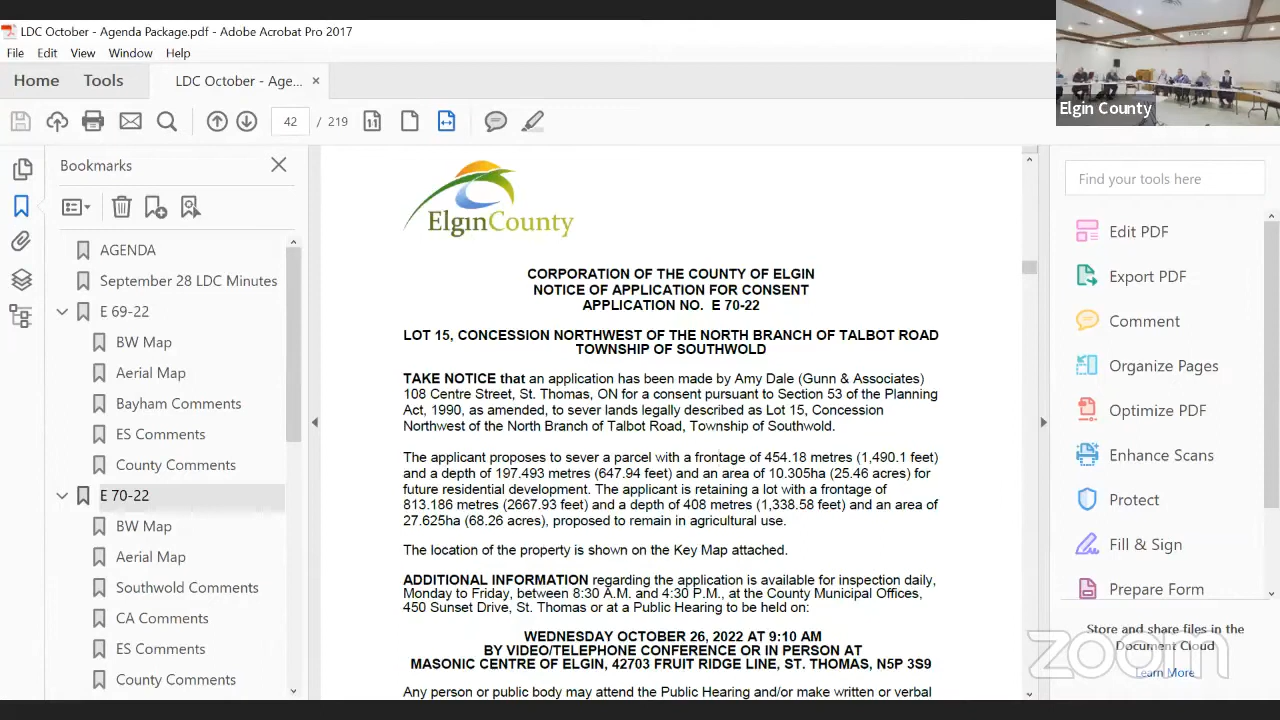 LDC October - Agenda Package.pdf - Adobe Acrobat Pro 2017
File Edit View Window Help
Home Tools LDC October - Age... ×
42 / 219
Elgin County
Bookmarks
AGENDA
September 28 LDC Minutes
E 69-22
BW Map
Aerial Map
Bayham Comments
ES Comments
County Comments
E 70-22
BW Map
Aerial Map
Southwold Comments
CA Comments
ES Comments
County Comments
ElginCounty
CORPORATION OF THE COUNTY OF ELGIN
NOTICE OF APPLICATION FOR CONSENT
APPLICATION NO. E 70-22
LOT 15, CONCESSION NORTHWEST OF THE NORTH BRANCH OF TALBOT ROAD
TOWNSHIP OF SOUTHWOLD
TAKE NOTICE that an application has been made by Amy Dale (Gunn & Associates)
108 Centre Street, St. Thomas, ON for a consent pursuant to Section 53 of the Planning
Act, 1990, as amended, to sever lands legally described as Lot 15, Concession
Northwest of the North Branch of Talbot Road, Township of Southwold.
The applicant proposes to sever a parcel with a frontage of 454.18 metres (1,490.1 feet)
and a depth of 197.493 metres (647.94 feet) and an area of 10.305ha (25.46 acres) for
future residential development. The applicant is retaining a lot with a frontage of
813.186 metres (2667.93 feet) and a depth of 408 metres (1,338.58 feet) and an area of
27.625ha (68.26 acres), proposed to remain in agricultural use.
The location of the property is shown on the Key Map attached.
ADDITIONAL INFORMATION regarding the application is available for inspection daily,
Monday to Friday, between 8:30 A.M. and 4:30 P.M., at the County Municipal Offices,
450 Sunset Drive, St. Thomas or at a Public Hearing to be held on:
WEDNESDAY OCTOBER 26, 2022 AT 9:10 AM
BY VIDEO/TELEPHONE CONFERENCE OR IN PERSON AT
MASONIC CENTRE OF ELGIN, 42703 FRUIT RIDGE LINE, ST. THOMAS, N5P 3S9
Any person or public body may attend the Public Hearing and/or make written or verbal
Find your tools here
Edit PDF
Export PDF
Comment
Organize Pages
Optimize PDF
Enhance Scans
Protect
Fill & Sign
Prepare Form
Store and share files in the
Document Cloud
Learn More
zoom